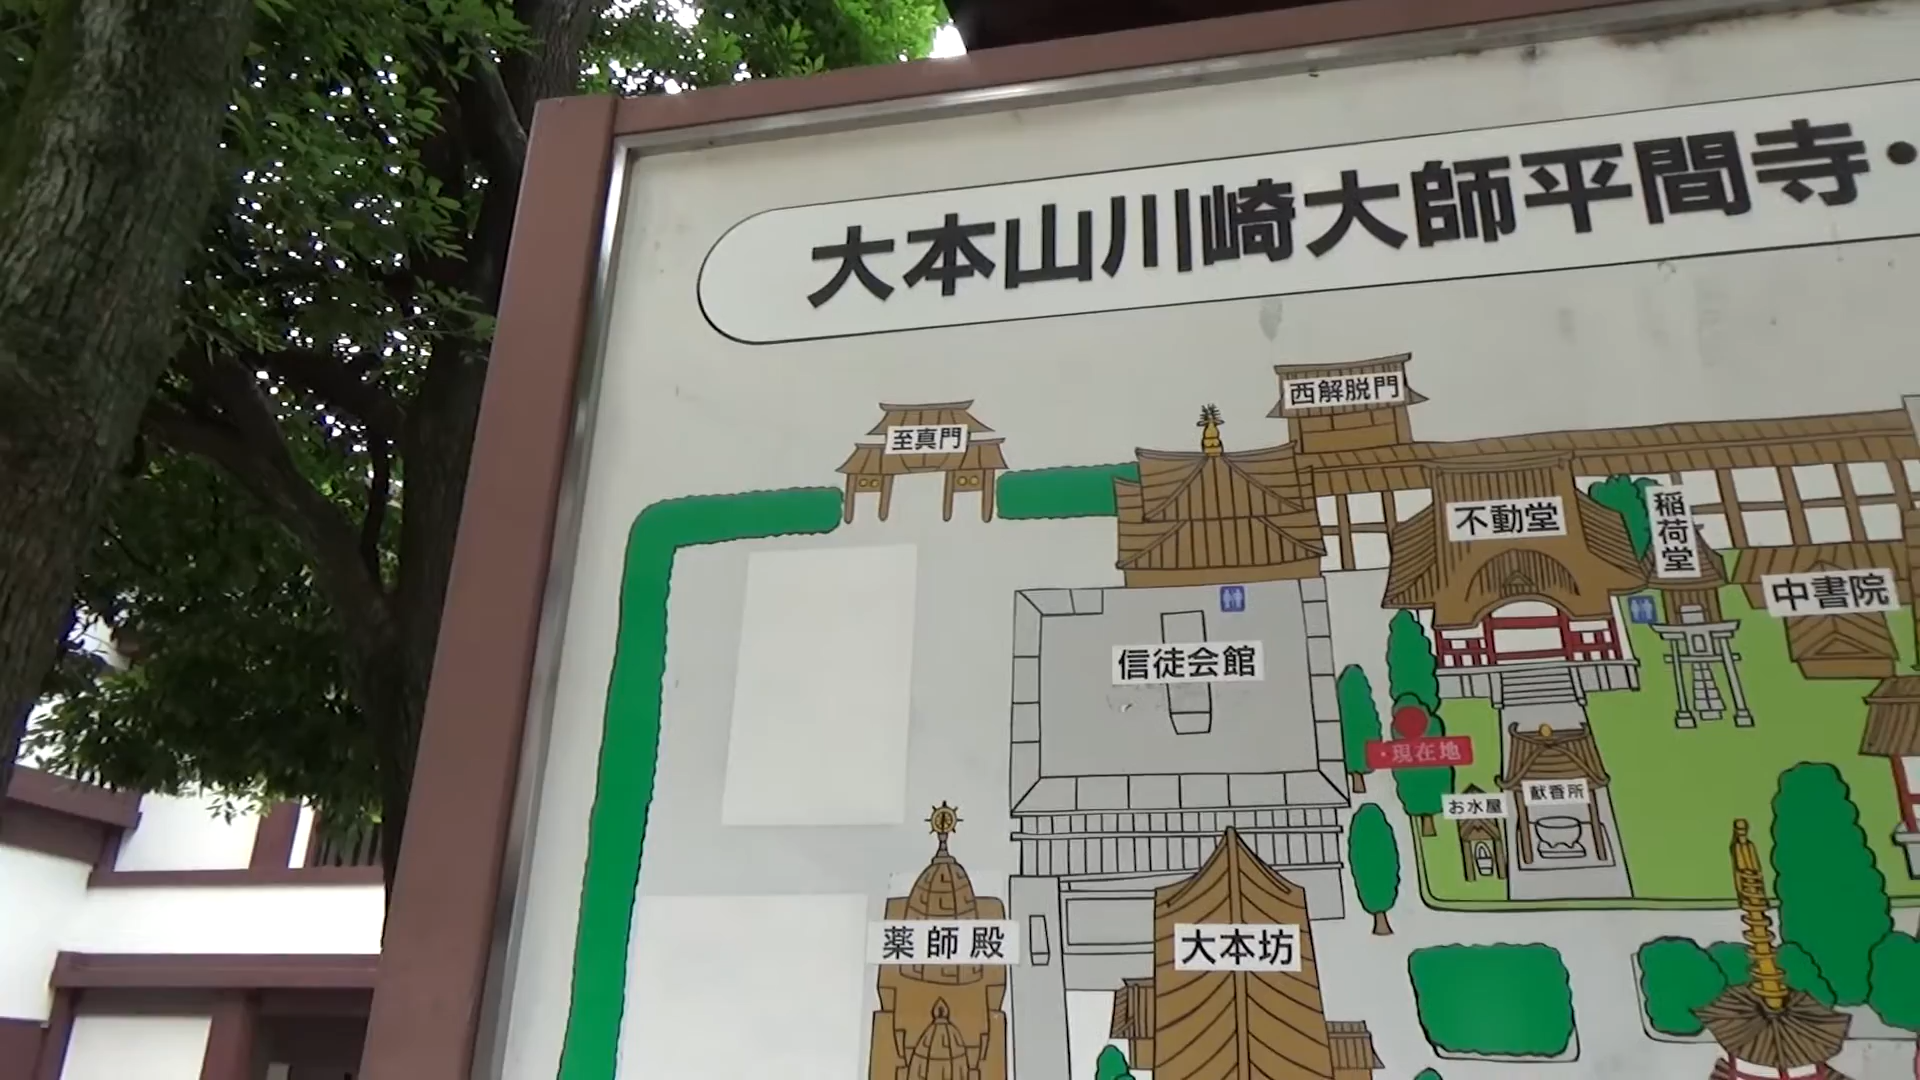 大本山川崎大師平間寺・
西解脱門
至真門
不動堂
稲荷堂
中書院
信徒会館
・現在地
お水屋
献香所
薬師殿
大本坊